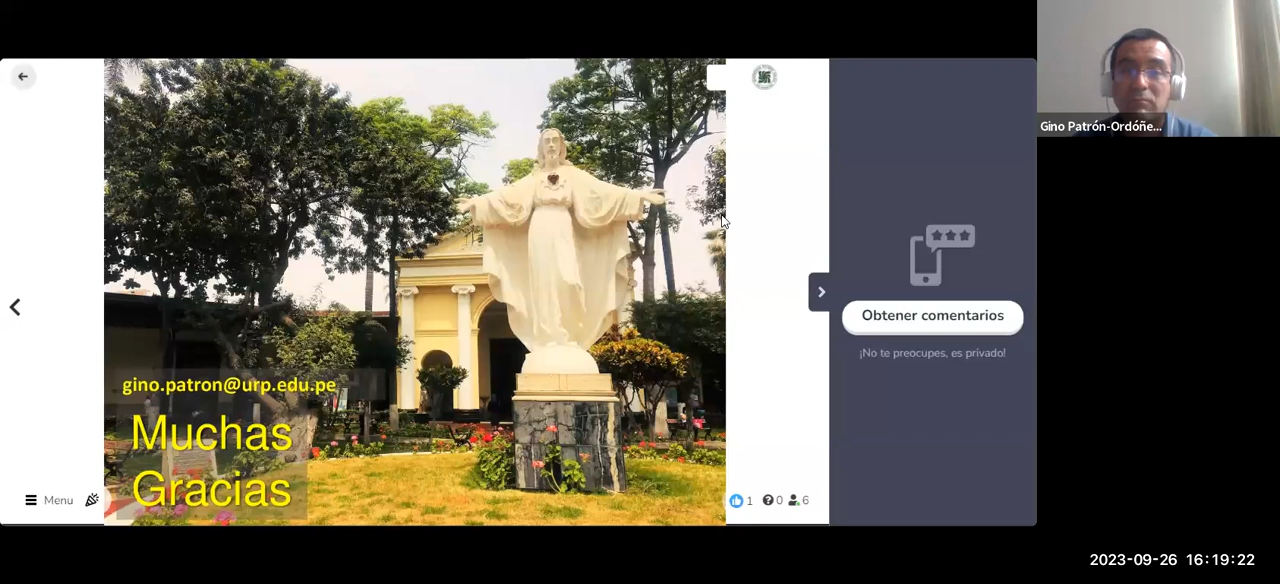 Gino Patrón-Ordóñe...
Obtener comentarios
¡No te preocupes, es privado!
gino.patron@urp.edu.pe
Muchas
Gracias
Menu
1
0
6
2023-09-26 16:19:22